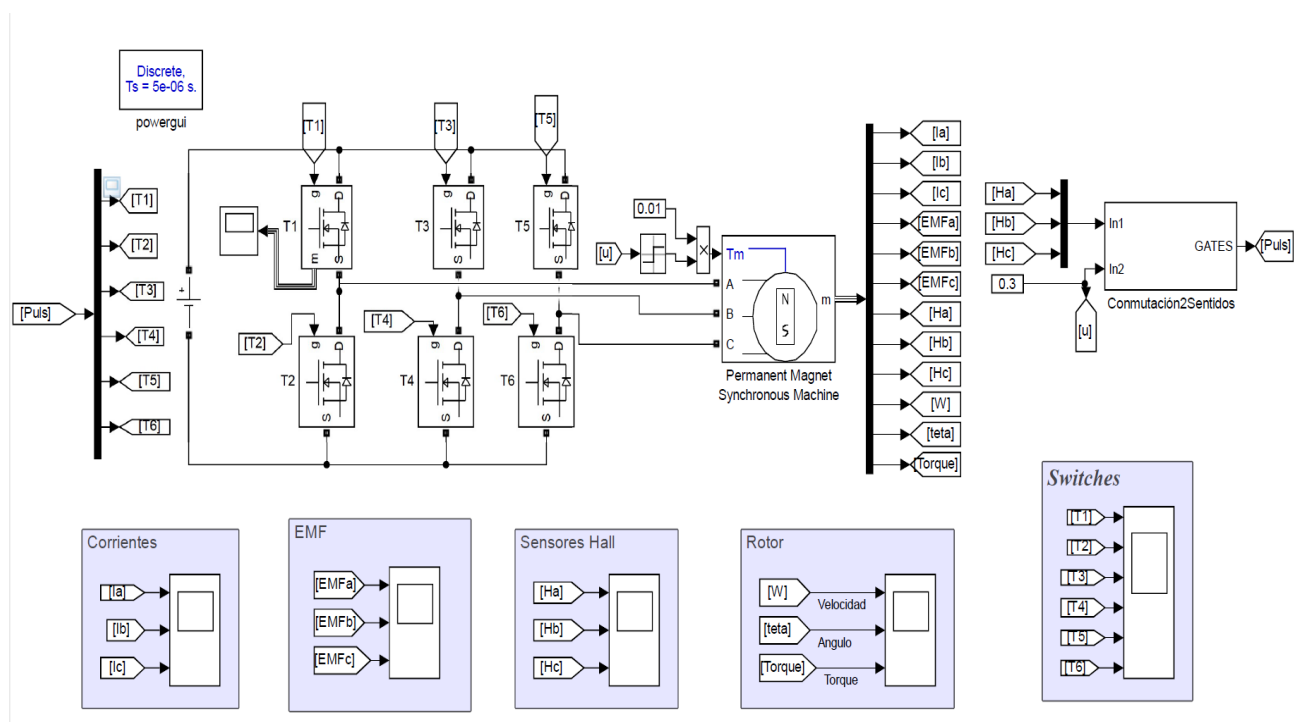 Discrete,
Ts = 5e-06 s.
powergui
[Puls]
[T1]
[T2]
[T3]
[T4]
[T5]
[T6]
[T1]
[T3]
[T5]
g
D
T1
m
S
g
D
T3
S
g
D
T5
S
[T2]
g
D
T2
S
[T4]
g
D
T4
S
[T6]
g
D
T6
S
0.01
[u]
X
Tm
A
B
C
N
S
m
Permanent Magnet
Synchronous Machine
[Ia]
[Ib]
[Ic]
[EMFa]
[EMFb]
[EMFc]
[Ha]
[Hb]
[Hc]
[W]
[teta]
[Torque]
[Ha]
[Hb]
[Hc]
0.3
[u]
In1
In2
GATES
Conmutación2Sentidos
[Puls]
Corrientes
[Ia]
[Ib]
[Ic]
EMF
[EMFa]
[EMFb]
[EMFc]
Sensores Hall
[Ha]
[Hb]
[Hc]
Rotor
[W]
Velocidad
[teta]
Angulo
[Torque]
Torque
Switches
[T1]
[T2]
[T3]
[T4]
[T5]
[T6]